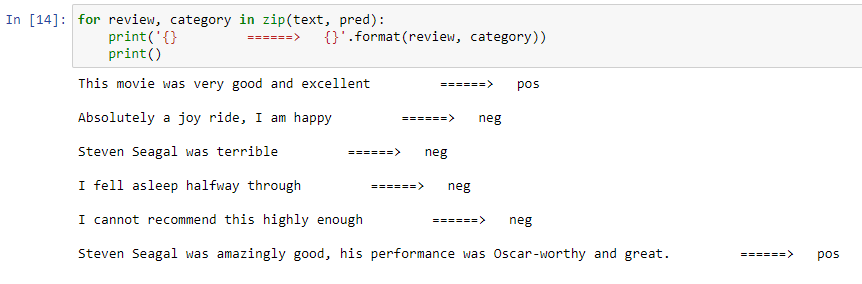 In [14]: for review, category in zip(text, pred):
    print('{}         ======>   {}'.format(review, category))
    print()
This movie was very good and excellent         ======>   pos
Absolutely a joy ride, I am happy         ======>   neg
Steven Seagal was terrible         ======>   neg
I fell asleep halfway through         ======>   neg
I cannot recommend this highly enough         ======>   neg
Steven Seagal was amazingly good, his performance was Oscar-worthy and great.         ======>   pos